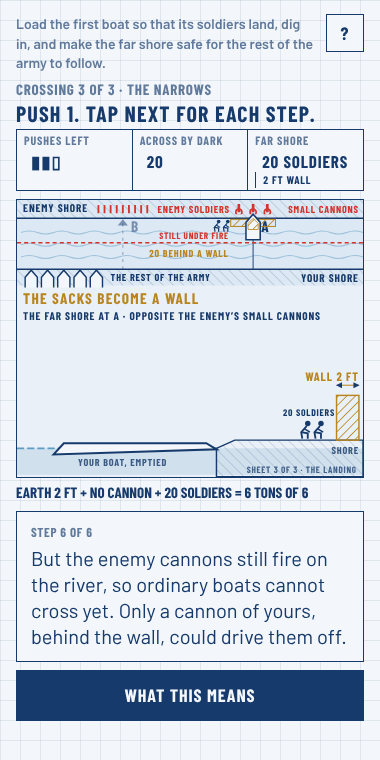 Load the first boat so that its soldiers land, dig
in, and make the far shore safe for the rest of the
army to follow.
?
CROSSING 3 OF 3 · THE NARROWS
PUSH 1. TAP NEXT FOR EACH STEP.
PUSHES LEFT
ACROSS BY DARK
20
FAR SHORE
20 SOLDIERS
2 FT WALL
ENEMY SHORE
ENEMY SOLDIERS
SMALL CANNONS
B
A
STILL UNDER FIRE
20 BEHIND A WALL
THE REST OF THE ARMY
YOUR SHORE
THE SACKS BECOME A WALL
THE FAR SHORE AT A · OPPOSITE THE ENEMY'S SMALL CANNONS
WALL 2 FT
20 SOLDIERS
SHORE
YOUR BOAT, EMPTIED
SHEET 3 OF 3 · THE LANDING
EARTH 2 FT + NO CANNON + 20 SOLDIERS = 6 TONS OF 6
STEP 6 OF 6
But the enemy cannons still fire on
the river, so ordinary boats cannot
cross yet. Only a cannon of yours,
behind the wall, could drive them off.
WHAT THIS MEANS